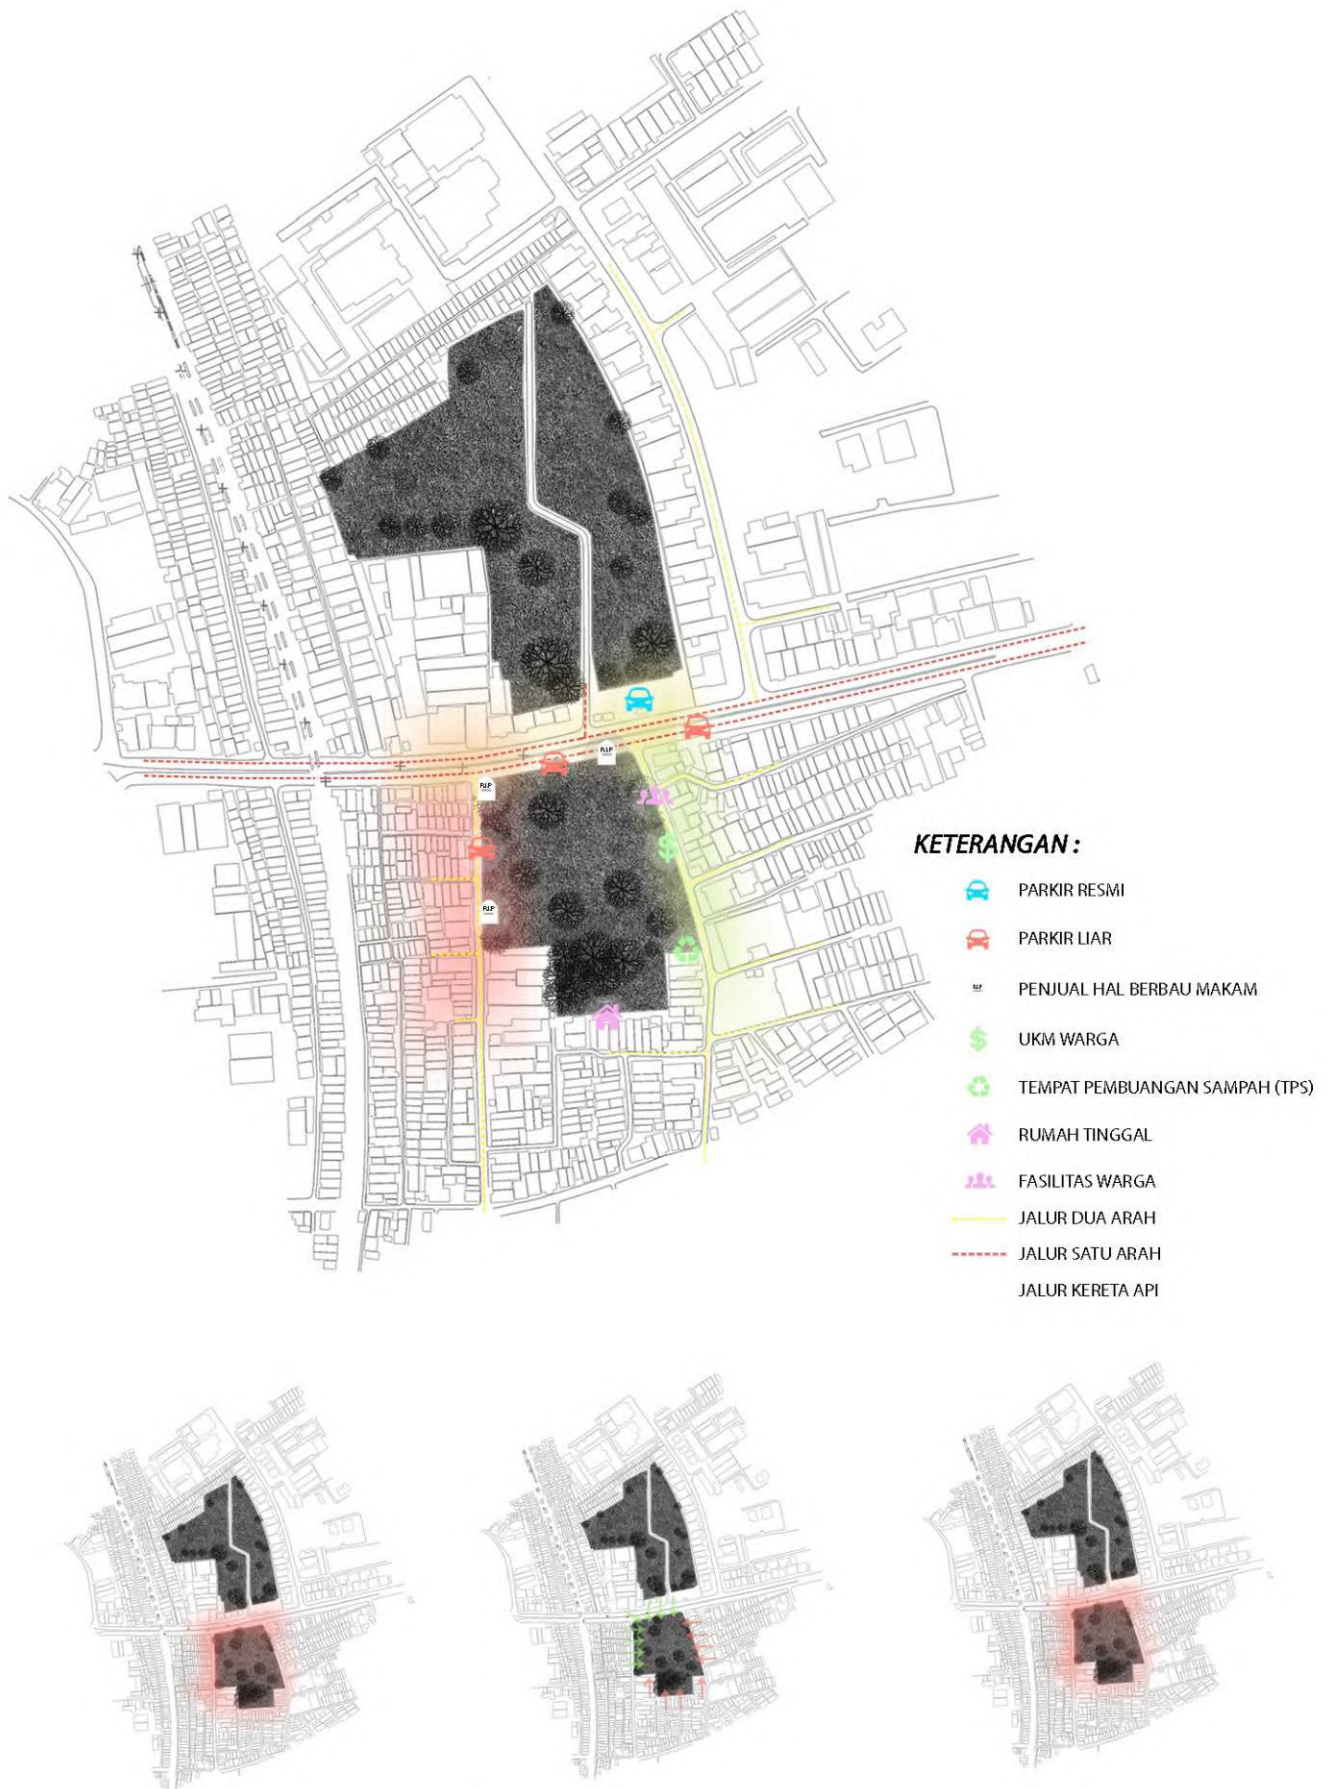 R.I.P
R.I.P
R.I.P
KETERANGAN :
PARKIR RESMI
PARKIR LIAR
R.I.P
PENJUAL HAL BERBAU MAKAM
UKM WARGA
TEMPAT PEMBUANGAN SAMPAH (TPS)
RUMAH TINGGAL
FASILITAS WARGA
JALUR DUA ARAH
JALUR SATU ARAH
JALUR KERETA API